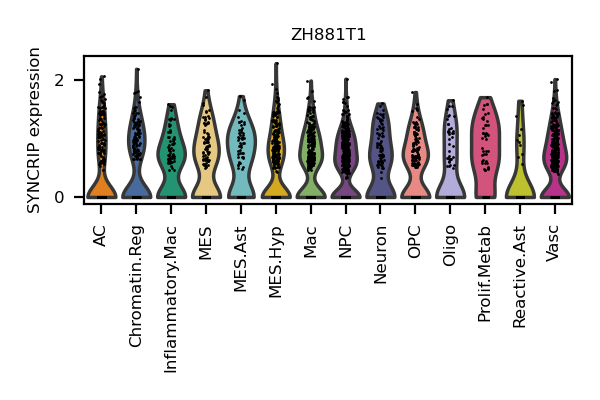 ZH881T1
SYNCRIP expression
2
0
AC
Chromatin.Reg
Inflammatory.Mac
MES
MES.Ast
MES.Hyp
Mac
NPC
Neuron
OPC
Oligo
Prolif.Metab
Reactive.Ast
Vasc